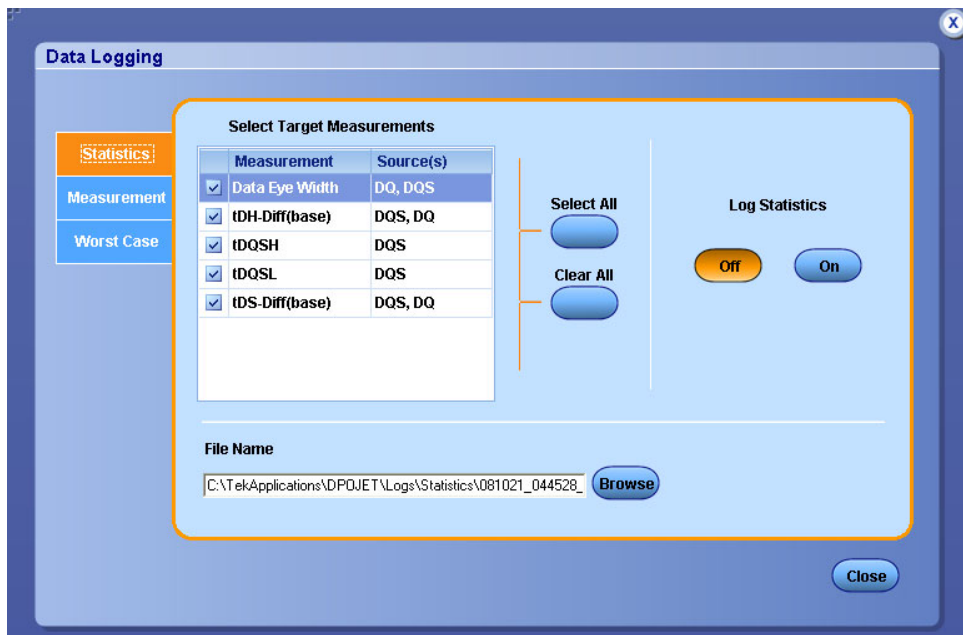 X
Data Logging
Statistics
Measurement
Worst Case
Select Target Measurements
Measurement Source(s)
Data Eye Width DQ, DQS
tDH-Diff(base) DQS, DQ
tDQSH DQS
tDQSL DQS
tDS-Diff(base) DQS, DQ
Select All
Clear All
Log Statistics
Off On
File Name
C:\TekApplications\DPOJET\Logs\Statistics\081021_044528_ Browse
Close